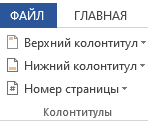 ФАЙЛ ГЛАВНАЯ
Верхний колонтитул
Нижний колонтитул
# Номер страницы
Колонтитулы